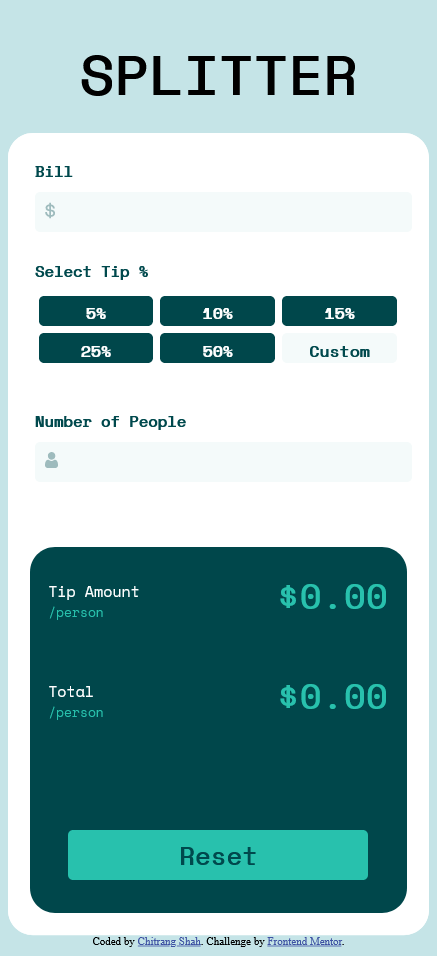 SPLITTER
Bill
$
Select Tip %
5% 10% 15%
25% 50% Custom
Number of People
Tip Amount $0.00
/person
Total $0.00
/person
Reset
Coded by Chitrang Shah. Challenge by Frontend Mentor.